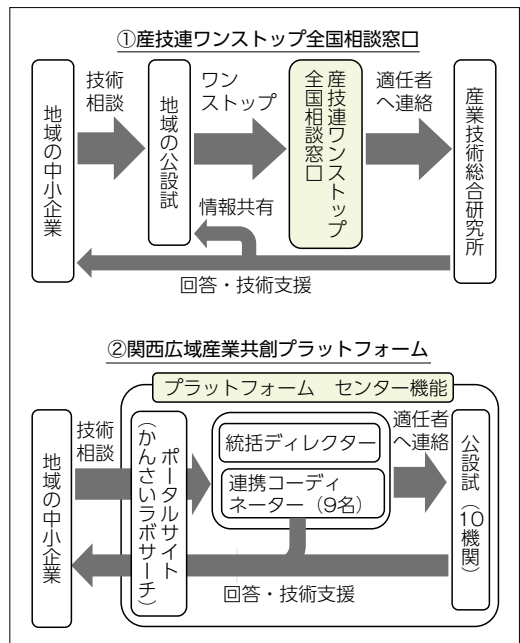 ①産技連ワンストップ全国相談窓口
地域の中小企業
技術
相談
地域の公設試
ワン
ストップ
産技連ワンストップ
全国相談窓口
適任者
へ連絡
産業技術総合研究所
情報共有
回答・技術支援
②関西広域産業共創プラットフォーム
プラットフォーム センター機能
地域の中小企業
技術
相談
ポータルサイト
(かんさいラボサーチ)
統括ディレクター
連携コーディ
ネーター（9名）
適任者
へ連絡
公設試（10機関）
回答・技術支援